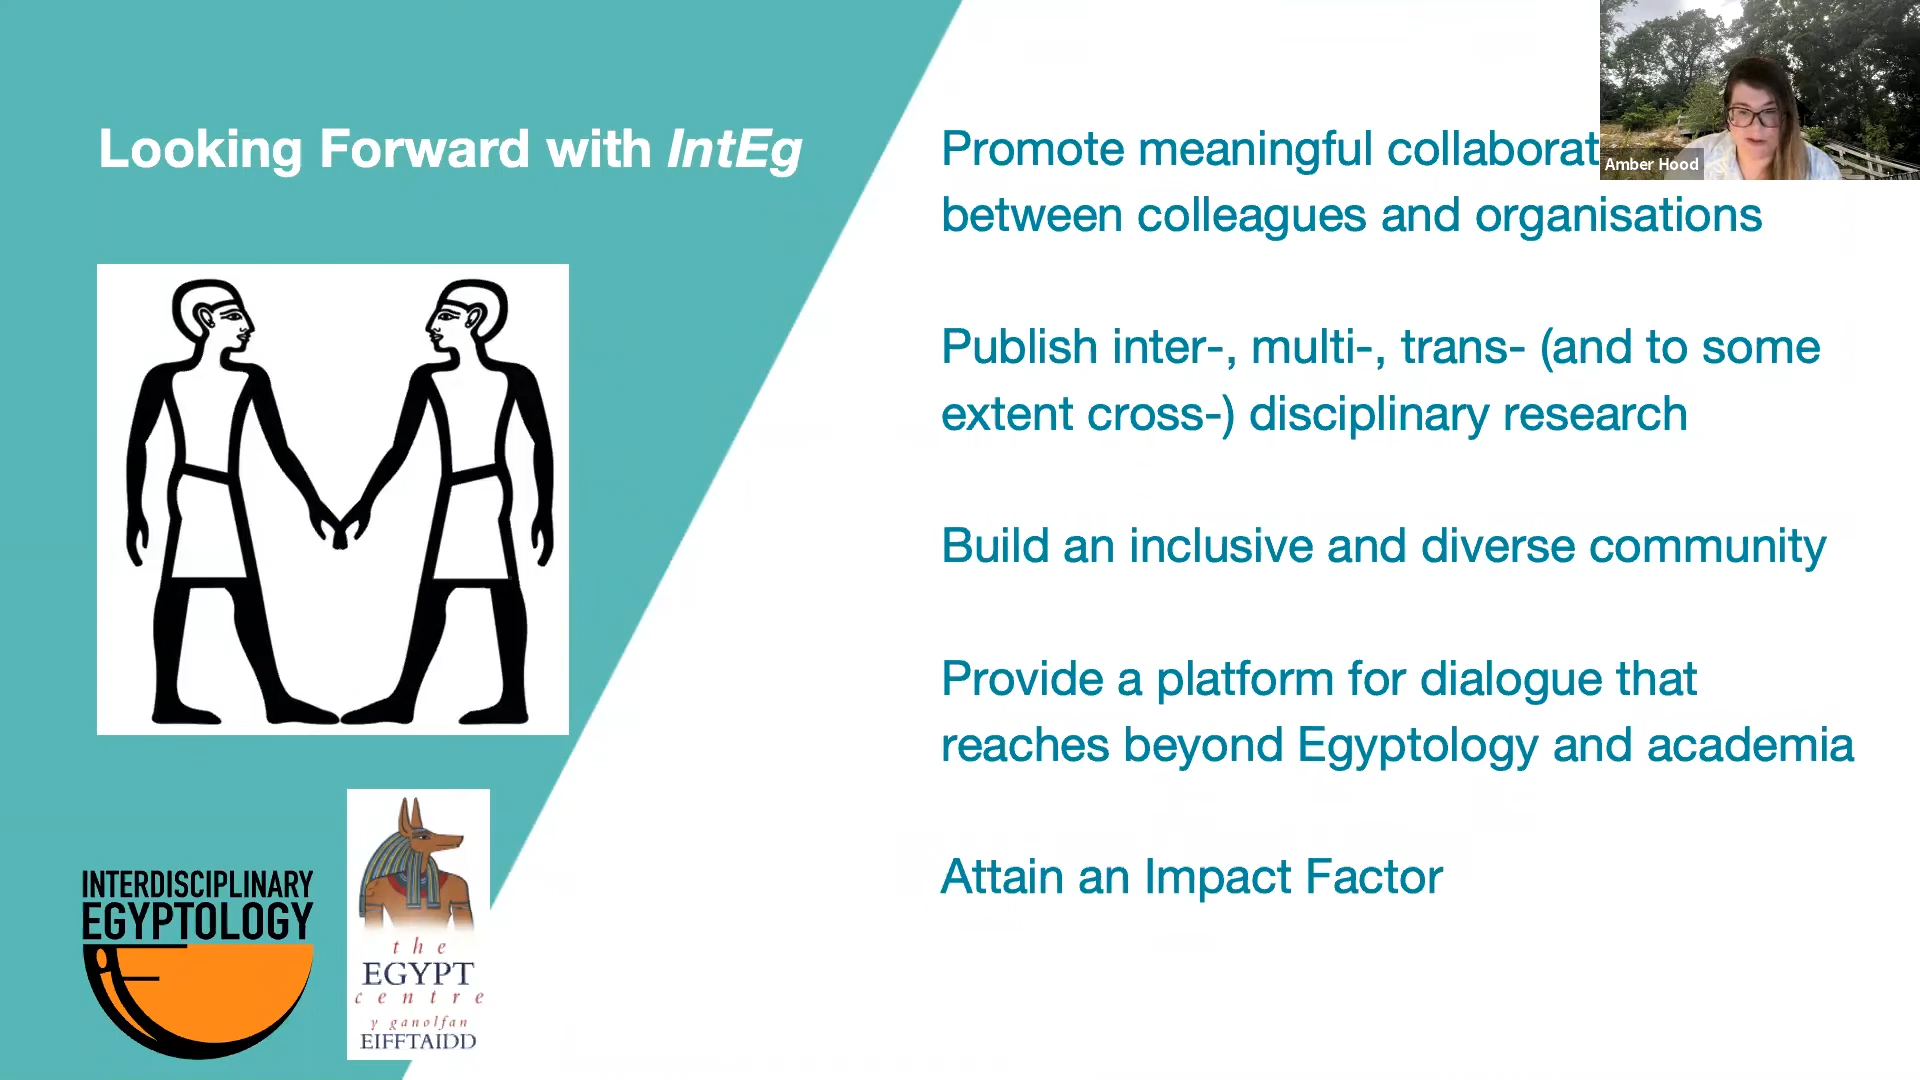 Looking Forward with IntEg
Promote meaningful collaborat
between colleagues and organisations
Publish inter-, multi-, trans- (and to some
extent cross-) disciplinary research
Build an inclusive and diverse community
Provide a platform for dialogue that
reaches beyond Egyptology and academia
Attain an Impact Factor
Amber Hood
INTERDISCIPLINARY
EGYPTOLOGY
the
EGYPT
centre
y ganolfan
EIFFTAIDD